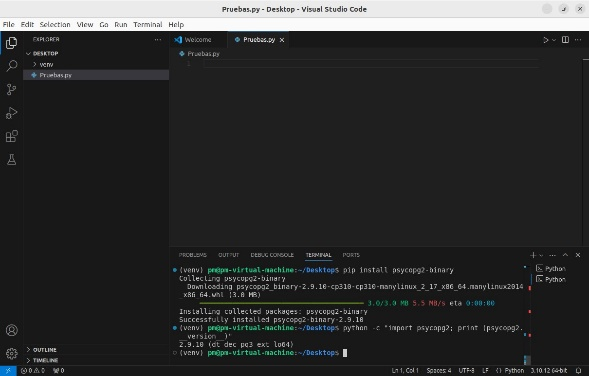 Pruebas.py - Desktop - Visual Studio Code
File Edit Selection View Go Run Terminal Help
EXPLORER
Welcome
Pruebas.py
DESKTOP
Pruebas.py
venv
1
Pruebas.py
PROBLEMS OUTPUT DEBUG CONSOLE TERMINAL PORTS
(venv) pm@pm-virtual-machine:~/Desktop$ pip install psycopg2-binary
Collecting psycopg2-binary
Downloading psycopg2_binary-2.9.10-cp310-cp310-manylinux_2_17_x86_64.manylinux2014
_x86_64.whl (3.0 MB)
3.0/3.0 MB 5.5 MB/s eta 0:00:00
Installing collected packages: psycopg2-binary
Successfully installed psycopg2-binary-2.9.10
(venv) pm@pm-virtual-machine:~/Desktop$ python -c "import psycopg2; print (psycopg2.
__version__)"
2.9.10 (dt dec pq3 ext lo64)
(venv) pm@pm-virtual-machine:~/Desktop$
Python
Python
OUTLINE
TIMELINE
0 0 0
Ln 1, Col 1 Spaces: 4 UTF-8 LF {} Python 3.10.12 64-bit